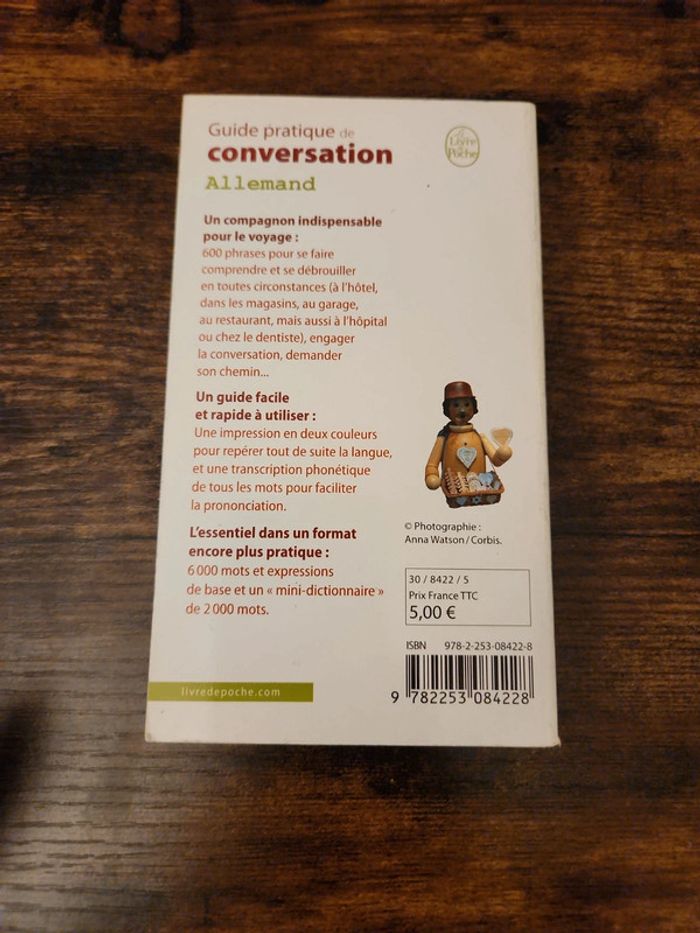 Guide pratique de
conversation
Allemand
Le
Livre
de
Poche
Un compagnon indispensable
pour le voyage :
600 phrases pour se faire
comprendre et se débrouiller
en toutes circonstances (à l'hôtel,
dans les magasins, au garage,
au restaurant, mais aussi à l'hôpital
ou chez le dentiste), engager
la conversation, demander
son chemin...
Un guide facile
et rapide à utiliser :
Une impression en deux couleurs
pour repérer tout de suite la langue,
et une transcription phonétique
de tous les mots pour faciliter
la prononciation.
L'essentiel dans un format
encore plus pratique :
6 000 mots et expressions
de base et un « mini-dictionnaire »
de 2 000 mots.
livredepoche.com
© Photographie :
Anna Watson / Corbis.
30 / 8422 / 5
Prix France TTC
5,00 €
ISBN 978-2-253-08422-8
9 782253 084228